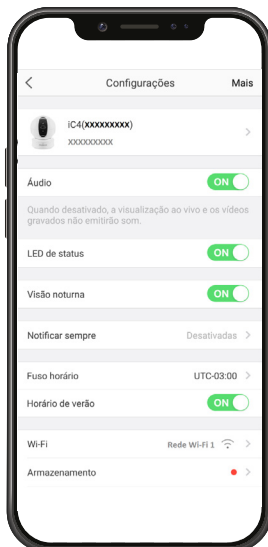 Configurações Mais
iC4(xxxxxxxxx)
xxxxxxxxx
Áudio ON
Quando desativado, a visualização ao vivo e os vídeos
gravados não emitirão som.
LED de status ON
Visão noturna ON
Notificar sempre Desativadas
Fuso horário UTC-03:00
Horário de verão ON
Wi-Fi Rede Wi-Fi 1
Armazenamento